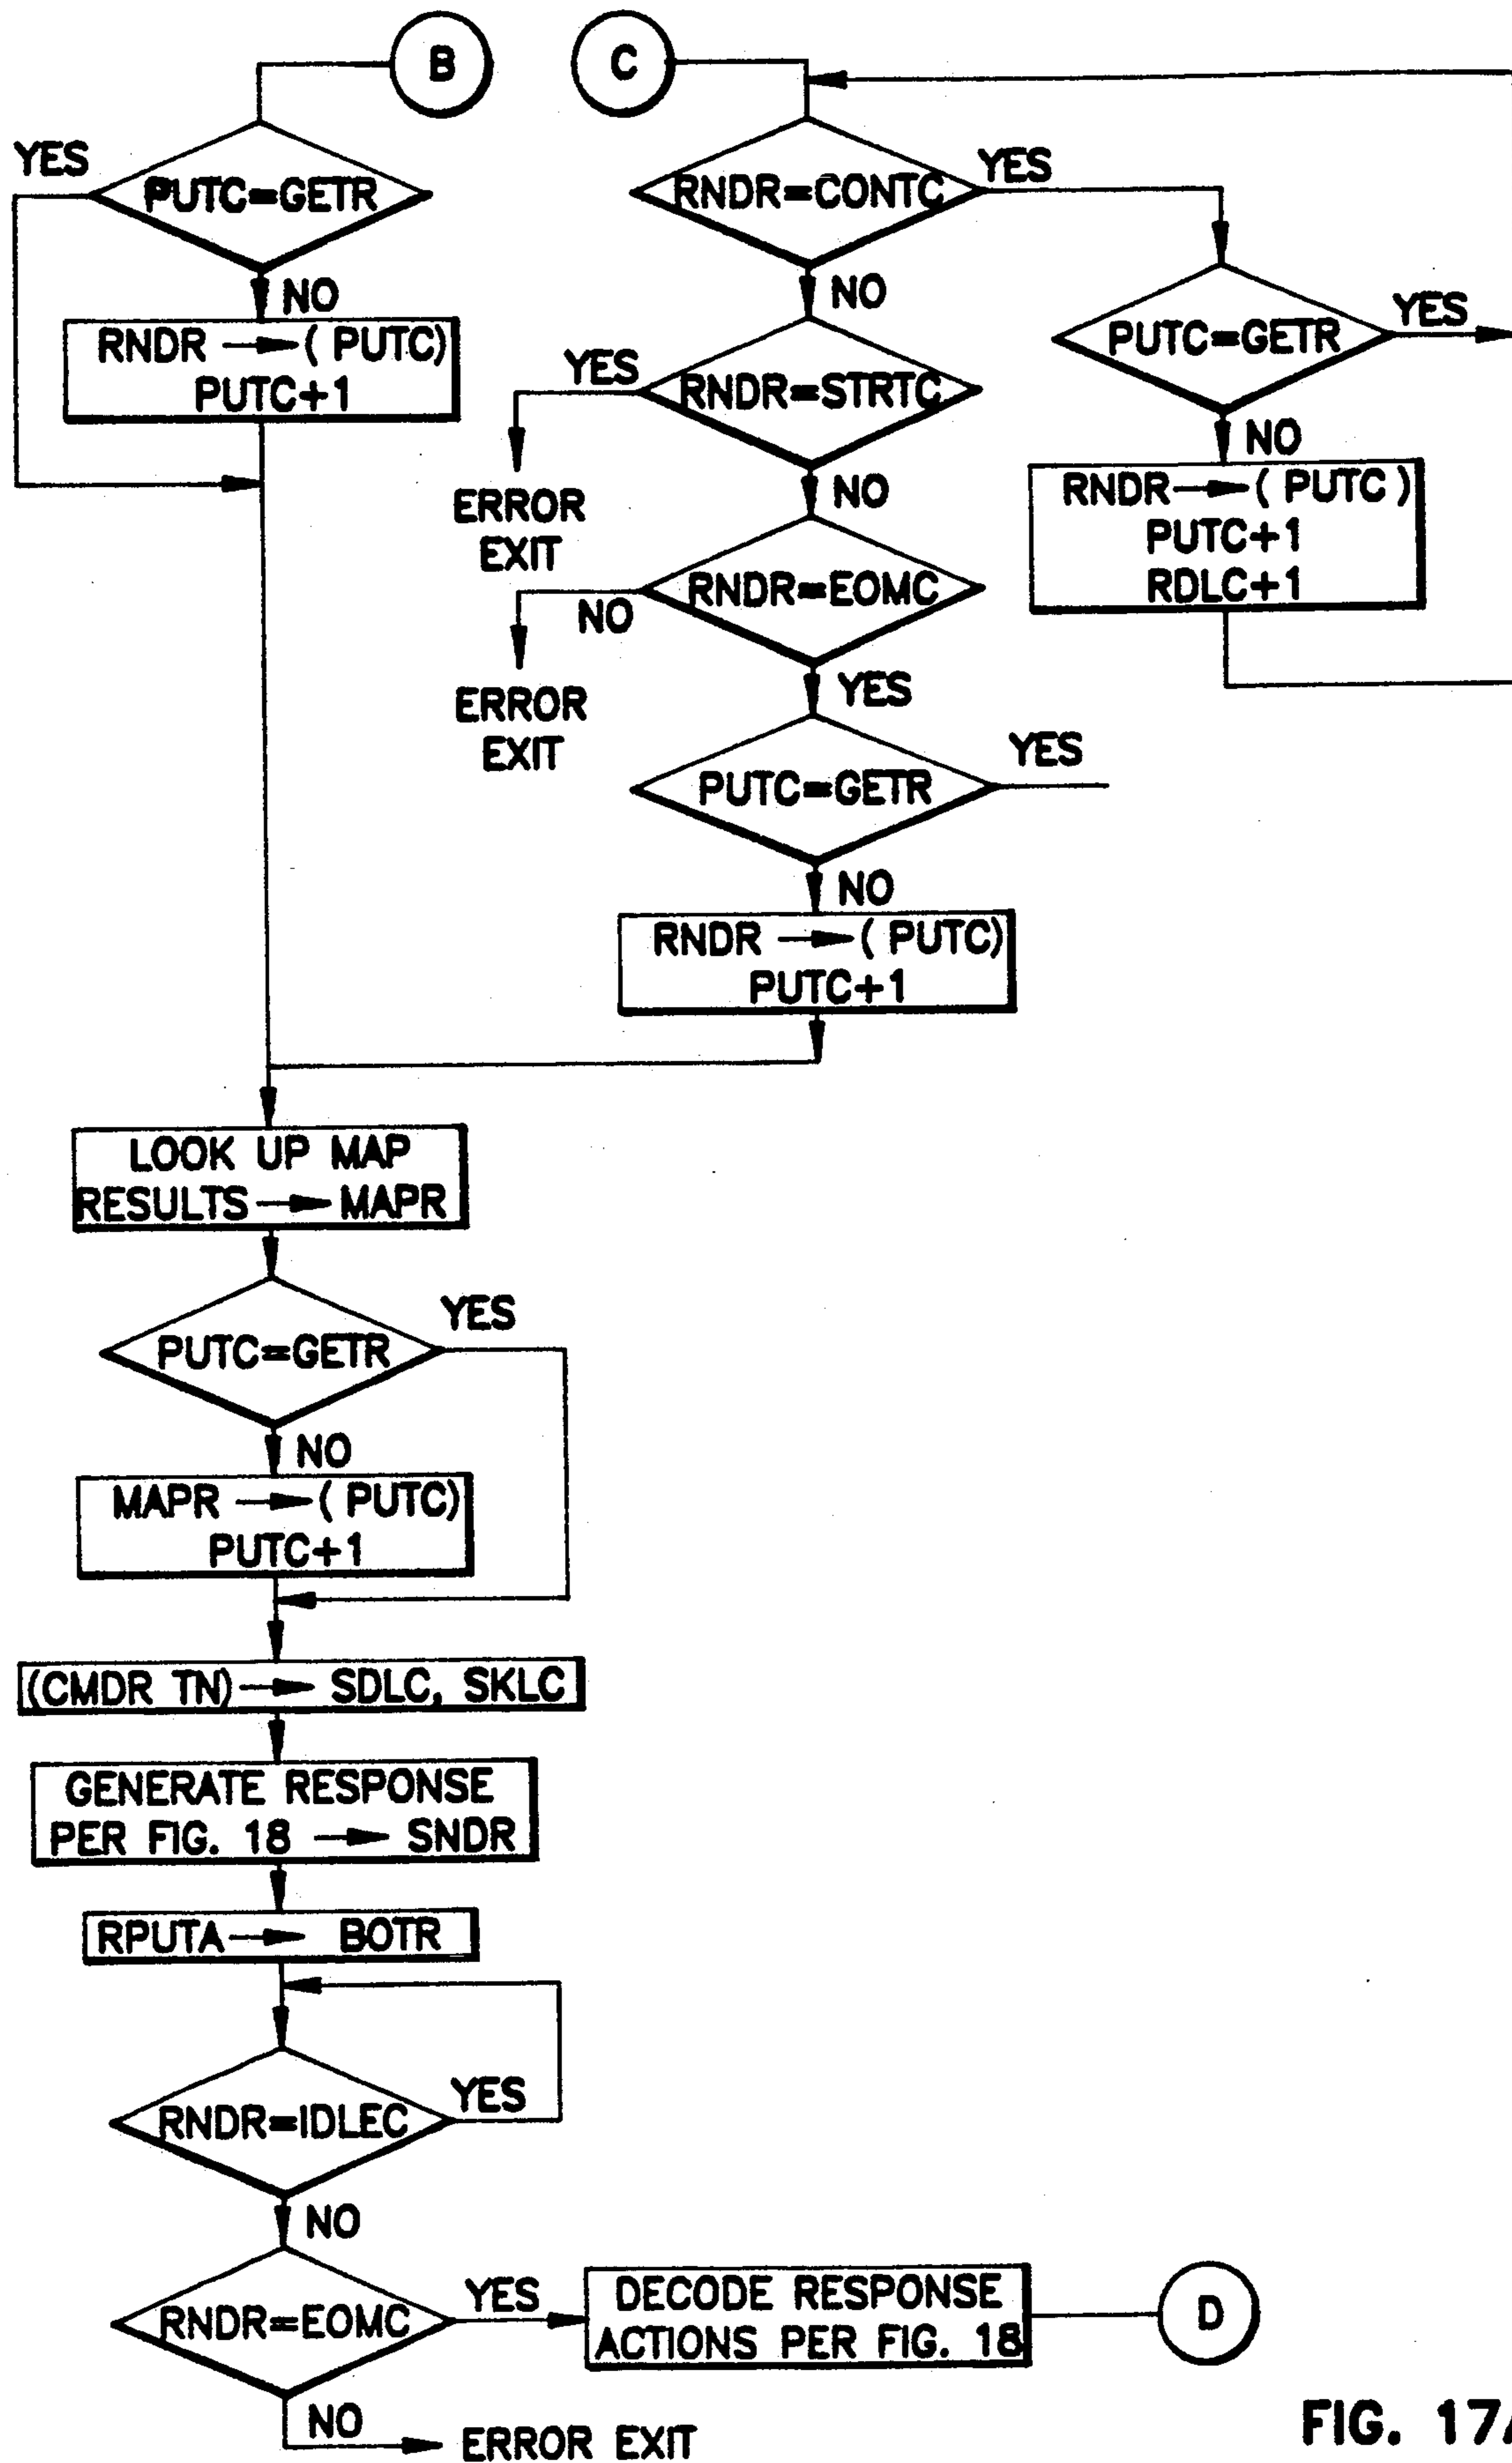 B
C
YES
PUTC=GETR
NO
RNDR → ( PUTC)
PUTC+1
RNDR=CONTC
YES
NO
PUTC=GETR
YES
NO
RNDR → ( PUTC )
PUTC+1
RDLC+1
YES
RNDR=STRTC
ERROR
EXIT
NO
RNDR=EOMC
NO
ERROR
EXIT
YES
PUTC=GETR
YES
NO
RNDR → ( PUTC)
PUTC+1
LOOK UP MAP
RESULTS → MAPR
PUTC=GETR
YES
NO
MAPR → ( PUTC)
PUTC+1
(CMDR TN) → SDLC, SKLC
GENERATE RESPONSE
PER FIG. 18 → SNDR
RPUTA → BOTR
RNDR=IDLEC
YES
NO
RNDR=EOMC
YES
DECODE RESPONSE
ACTIONS PER FIG. 18
D
NO
ERROR EXIT
FIG. 17